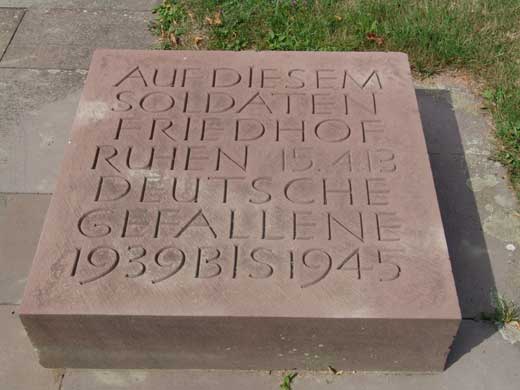 AUF DIESEM
SOLDATEN
FRIEDHOF
RUHEN 15.413
DEUTSCHE
GEFALLENE
1939 BIS 1945